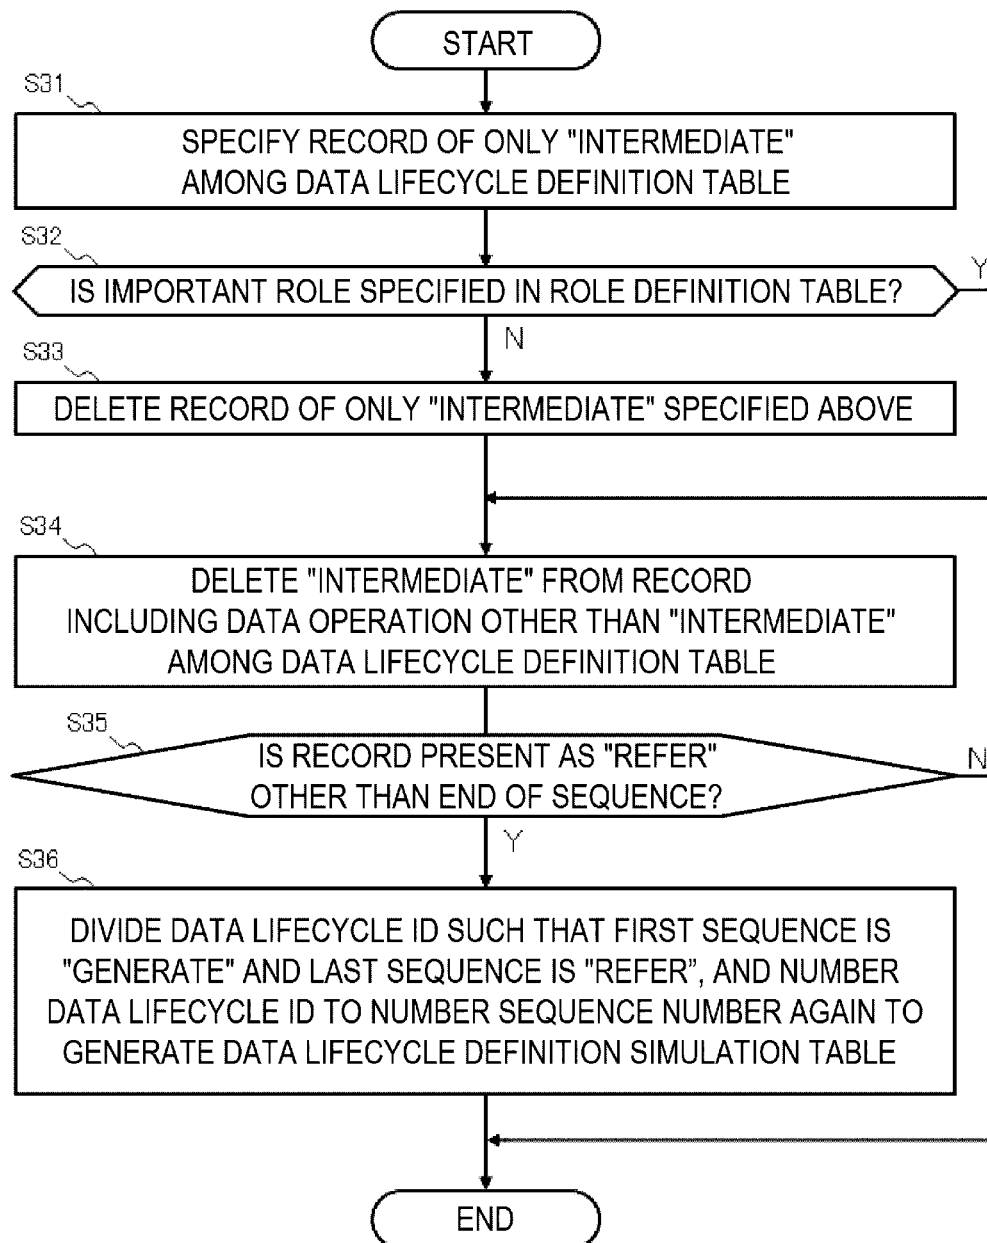 START
S31
SPECIFY RECORD OF ONLY "INTERMEDIATE"
AMONG DATA LIFECYCLE DEFINITION TABLE
S32
IS IMPORTANT ROLE SPECIFIED IN ROLE DEFINITION TABLE?
Y
N
S33
DELETE RECORD OF ONLY "INTERMEDIATE" SPECIFIED ABOVE
S34
DELETE "INTERMEDIATE" FROM RECORD
INCLUDING DATA OPERATION OTHER THAN "INTERMEDIATE"
AMONG DATA LIFECYCLE DEFINITION TABLE
S35
IS RECORD PRESENT AS "REFER"
OTHER THAN END OF SEQUENCE?
N
Y
S36
DIVIDE DATA LIFECYCLE ID SUCH THAT FIRST SEQUENCE IS
"GENERATE" AND LAST SEQUENCE IS "REFER”, AND NUMBER
DATA LIFECYCLE ID TO NUMBER SEQUENCE NUMBER AGAIN TO
GENERATE DATA LIFECYCLE DEFINITION SIMULATION TABLE
END